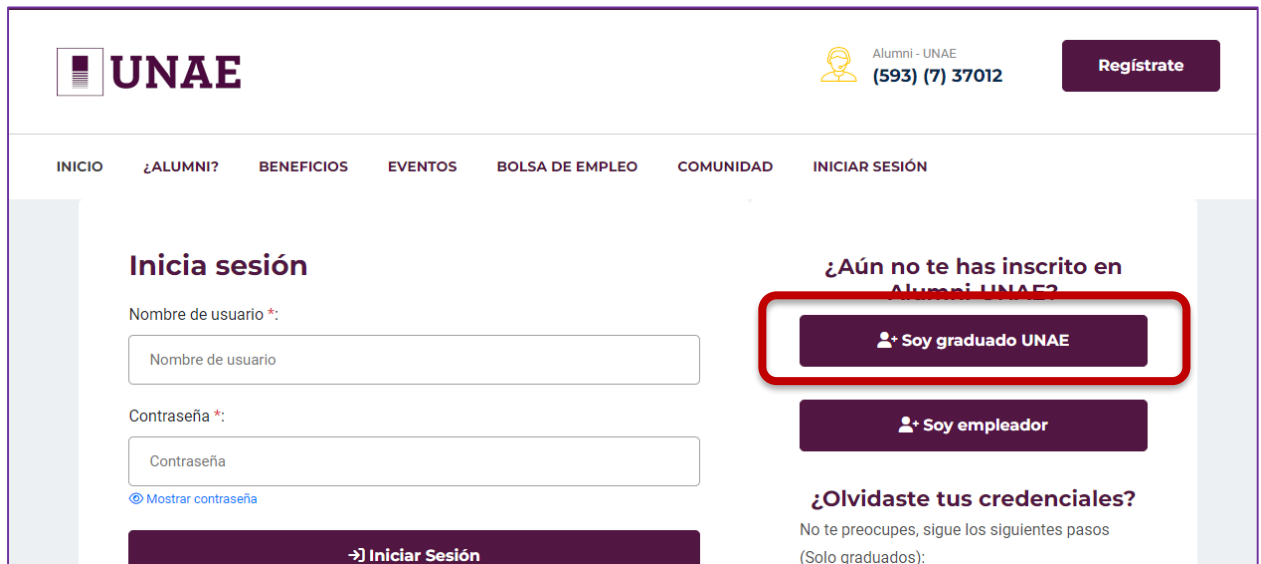 UNAE
Alumni - UNAE
(593) (7) 37012
Regístrate
INICIO ¿ALUMNI? BENEFICIOS EVENTOS BOLSA DE EMPLEO COMUNIDAD INICIAR SESIÓN
Inicia sesión
Nombre de usuario *:
Nombre de usuario
Contraseña *:
Contraseña
Mostrar contraseña
Iniciar Sesión
¿Aún no te has inscrito en
Alumni-UNAE?
Soy graduado UNAE
Soy empleador
¿Olvidaste tus credenciales?
No te preocupes, sigue los siguientes pasos
(Solo graduados):